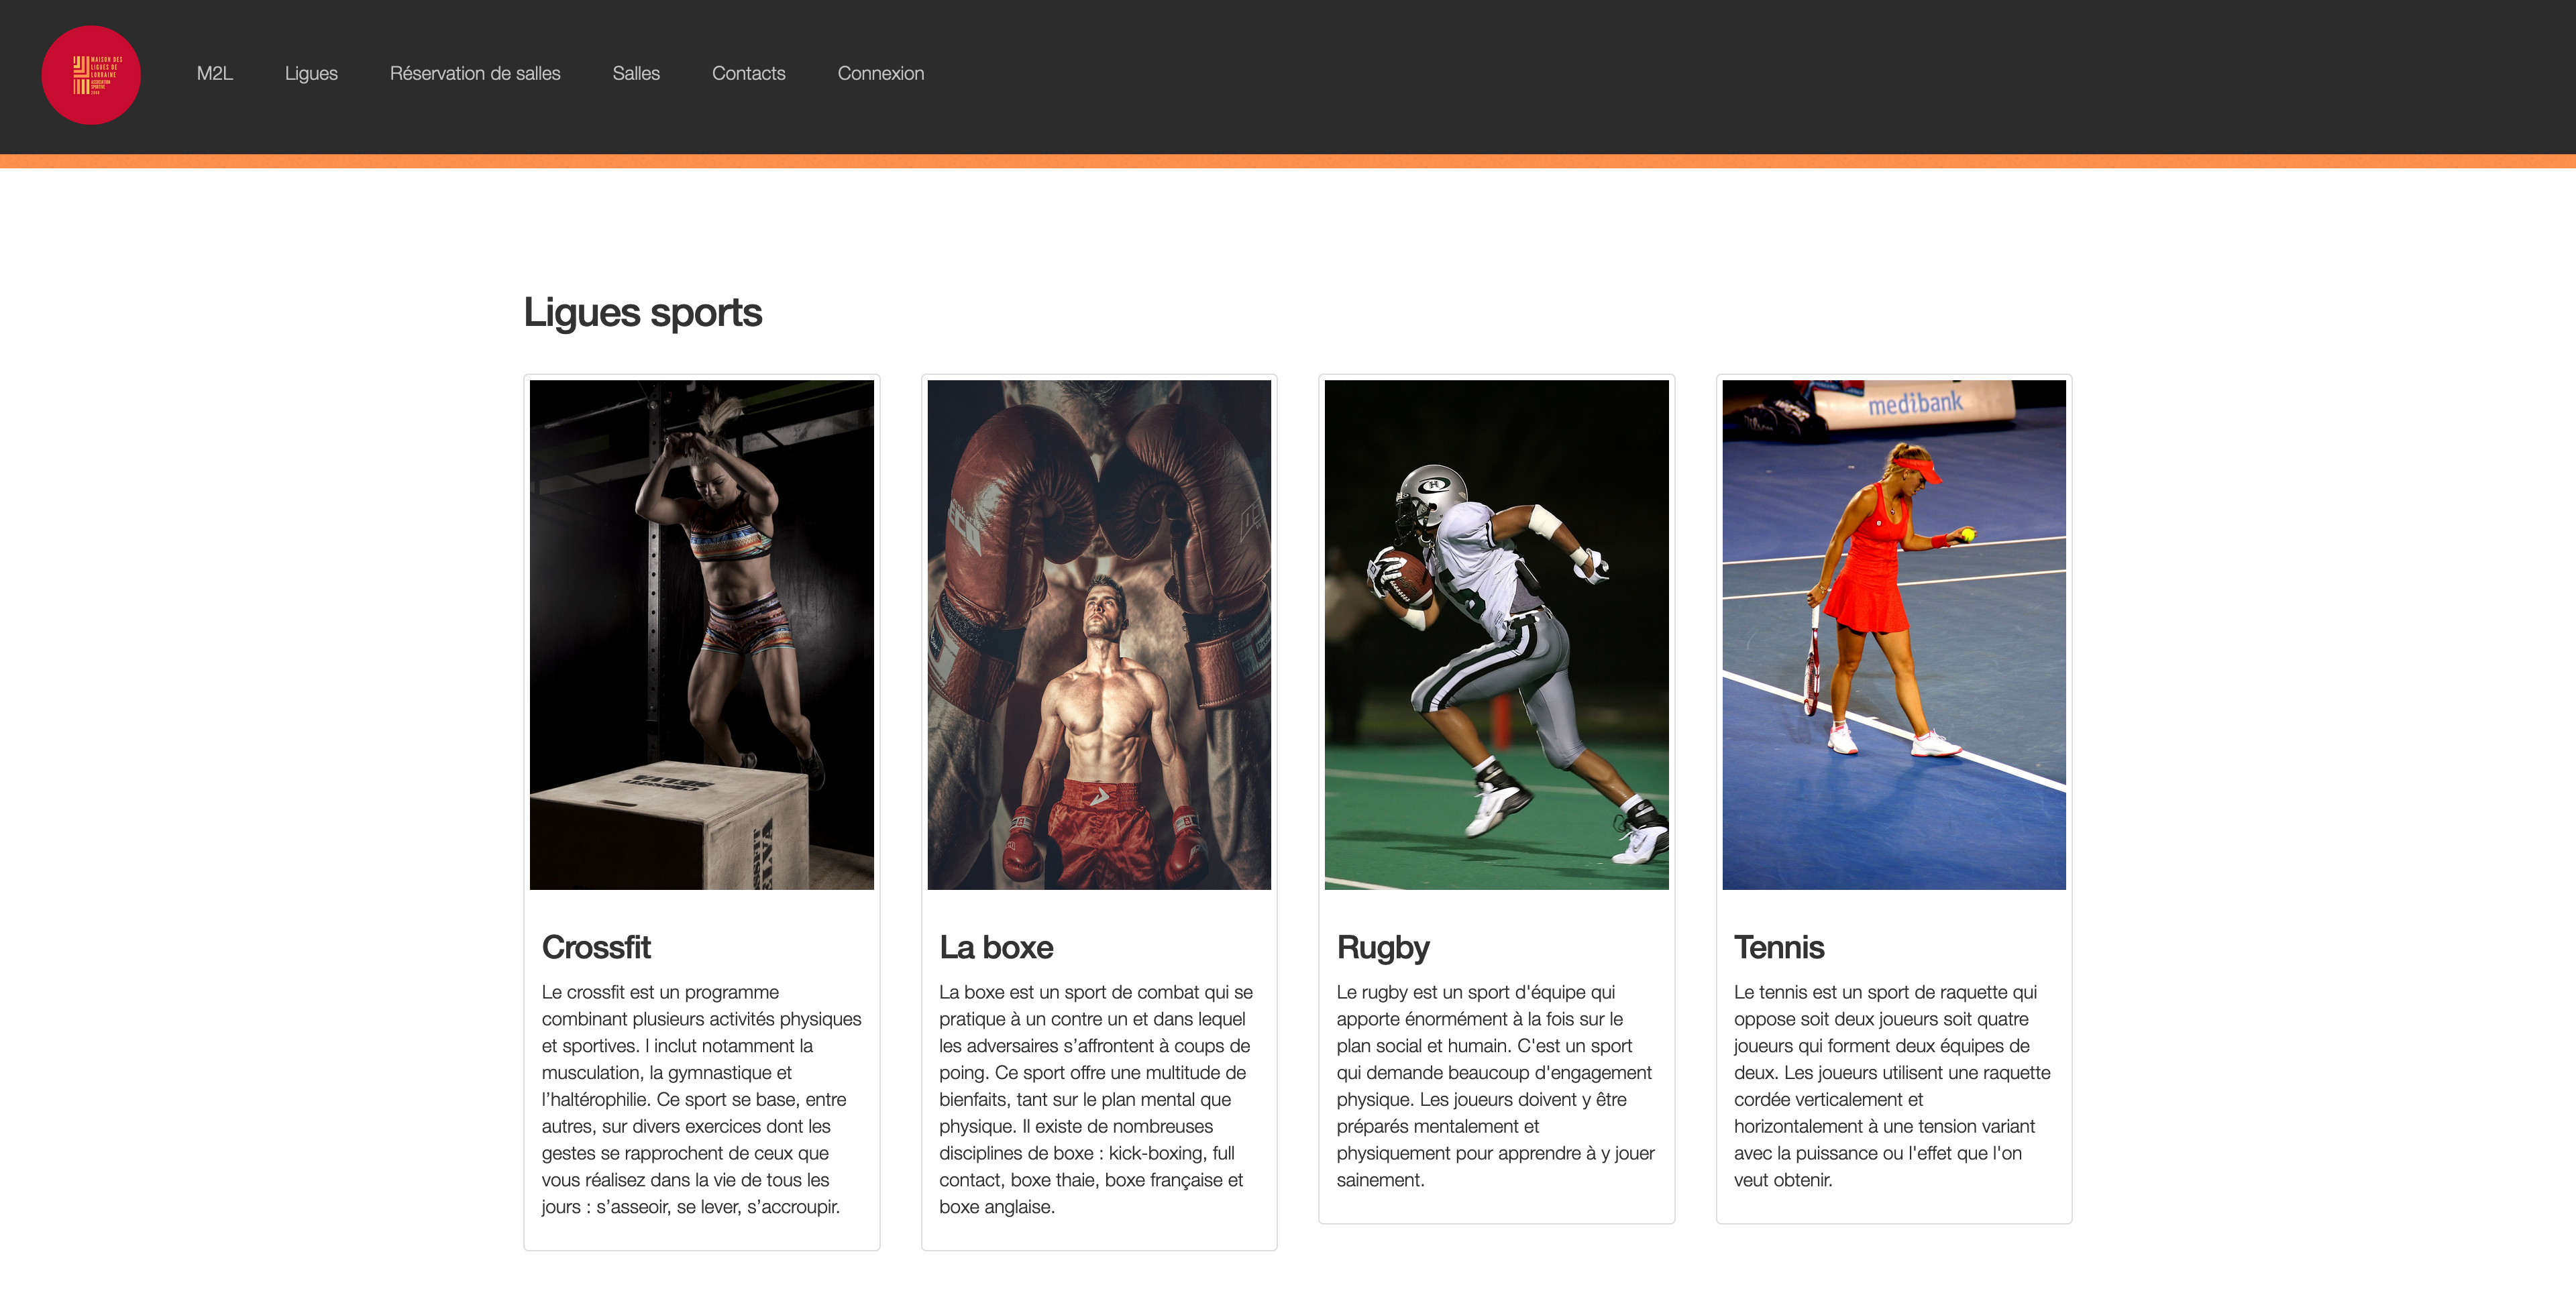 MAISON DES
LIGUES DE
LORRAINE
ASSOCIATION
SPORTIVE
M2L
Ligues
Réservation de salles
Salles
Contacts
Connexion
Ligues sports
medibank
Crossfit
Le crossfit est un programme
combinant plusieurs activités physiques
et sportives. I inclut notamment la
musculation, la gymnastique et
l’haltérophilie. Ce sport se base, entre
autres, sur divers exercices dont les
gestes se rapprochent de ceux que
vous réalisez dans la vie de tous les
jours : s’asseoir, se lever, s’accroupir.
La boxe
La boxe est un sport de combat qui se
pratique à un contre un et dans lequel
les adversaires s’affrontent à coups de
poing. Ce sport offre une multitude de
bienfaits, tant sur le plan mental que
physique. Il existe de nombreuses
disciplines de boxe : kick-boxing, full
contact, boxe thaie, boxe française et
boxe anglaise.
Rugby
Le rugby est un sport d'équipe qui
apporte énormément à la fois sur le
plan social et humain. C'est un sport
qui demande beaucoup d'engagement
physique. Les joueurs doivent y être
préparés mentalement et
physiquement pour apprendre à y jouer
sainement.
Tennis
Le tennis est un sport de raquette qui
oppose soit deux joueurs soit quatre
joueurs qui forment deux équipes de
deux. Les joueurs utilisent une raquette
cordée verticalement et
horizontalement à une tension variant
avec la puissance ou l'effet que l'on
veut obtenir.